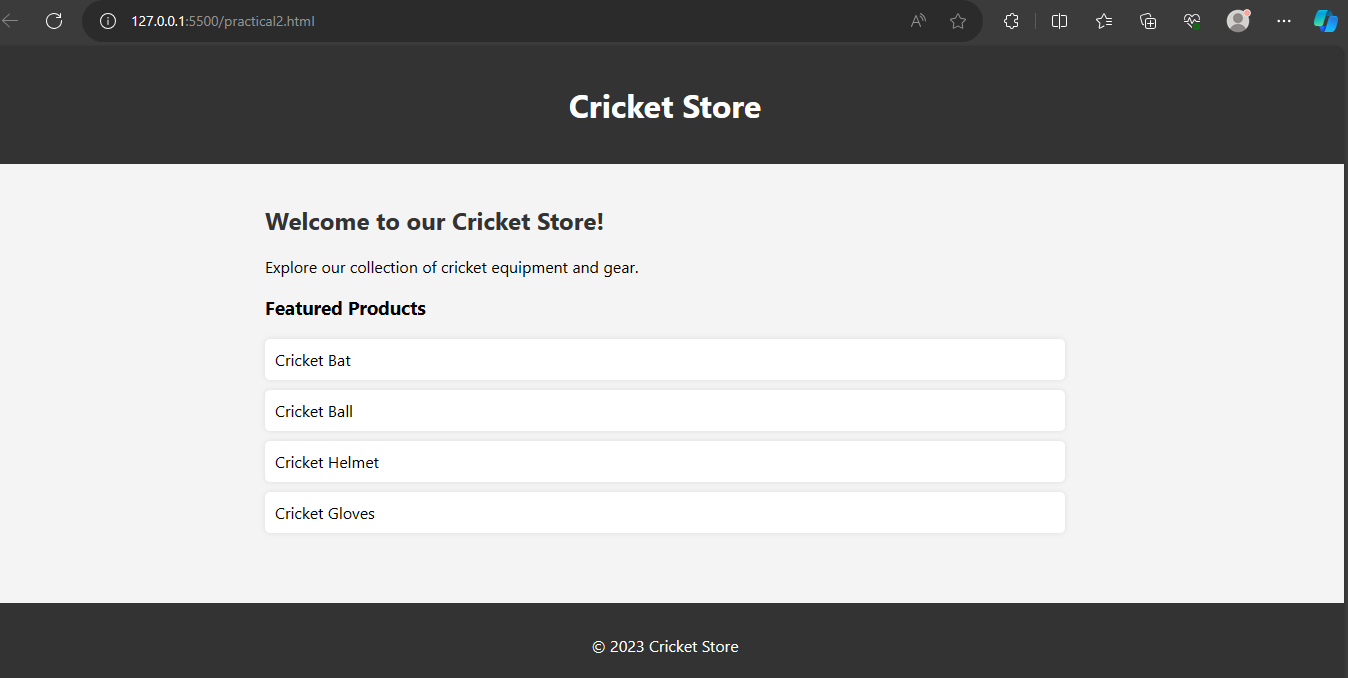 127.0.0.1:5500/practical2.html
Cricket Store
Welcome to our Cricket Store!
Explore our collection of cricket equipment and gear.
Featured Products
Cricket Bat
Cricket Ball
Cricket Helmet
Cricket Gloves
© 2023 Cricket Store